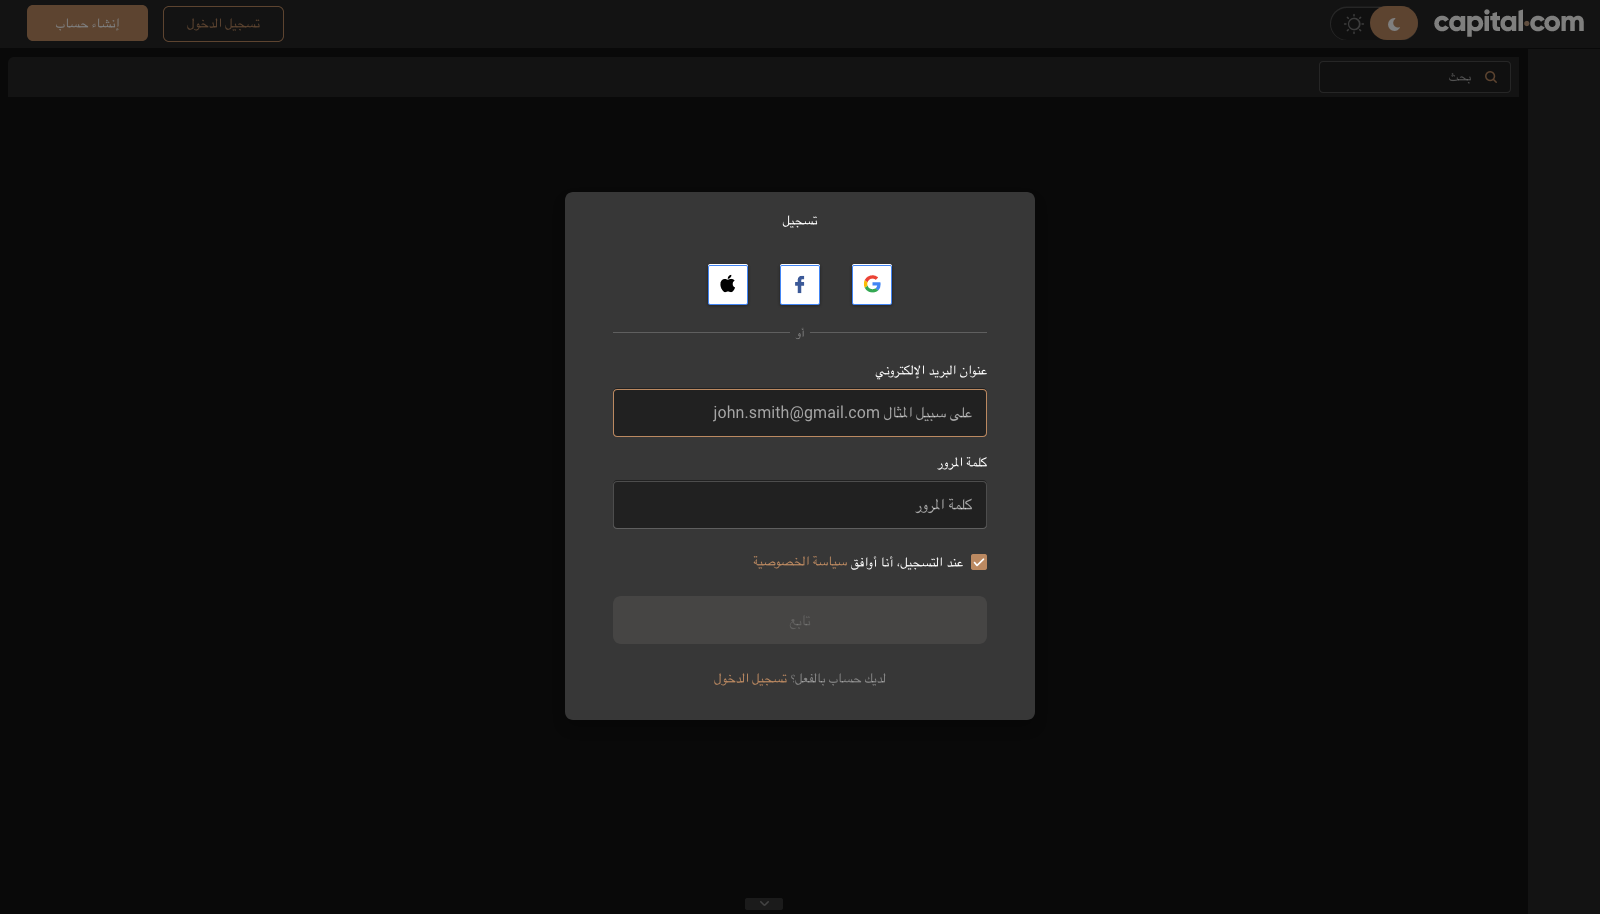 capital.com
تسجيل الدخول
إنشاء حساب
بحث
تسجيل
أو
عنوان البريد الإلكتروني
على سبيل المثال john.smith@gmail.com
كلمة المرور
كلمة المرور
عند التسجيل، أنا أوافق سياسة الخصوصية
تابع
لديك حساب بالفعل؟ تسجيل الدخول